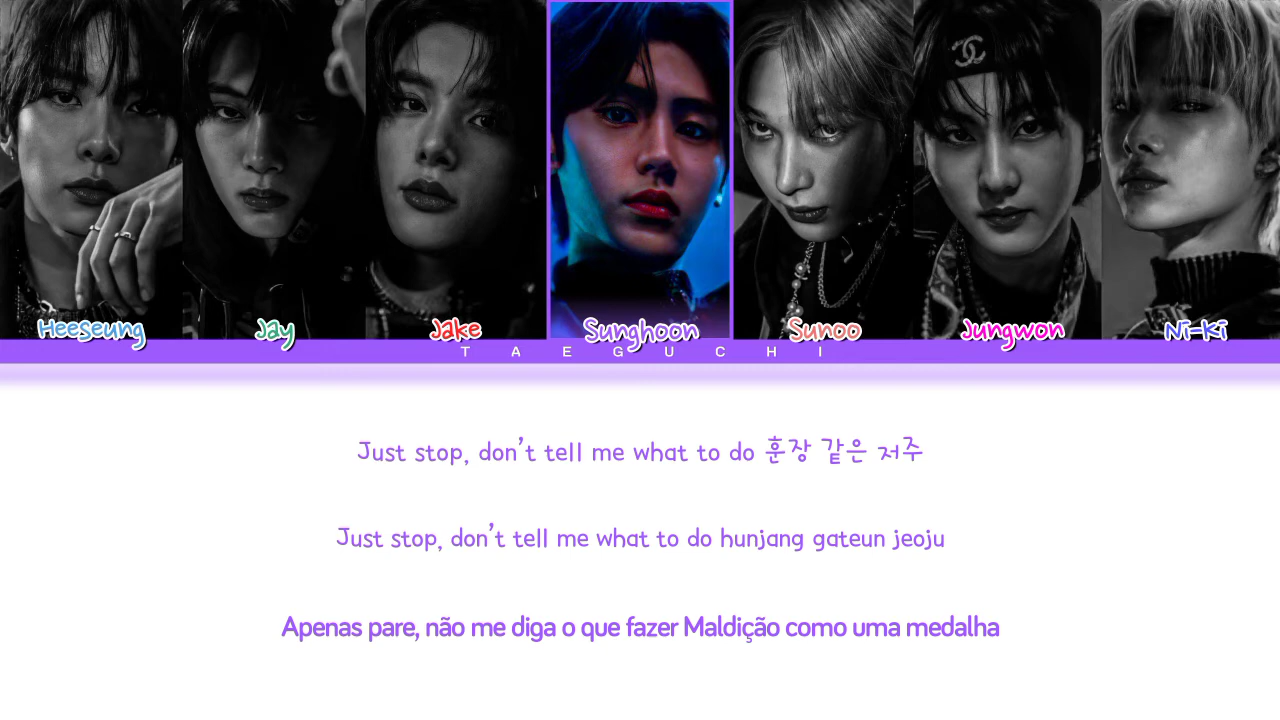 Heeseung
Jay
Jake
Sunghoon
Sunoo
Jungwon
Ni-Ki
TAEGUCHI
Just stop, don't tell me what to do 훈장 같은 저주
Just stop, don't tell me what to do hunjang gateun jeoju
Apenas pare, não me diga o que fazer Maldição como uma medalha